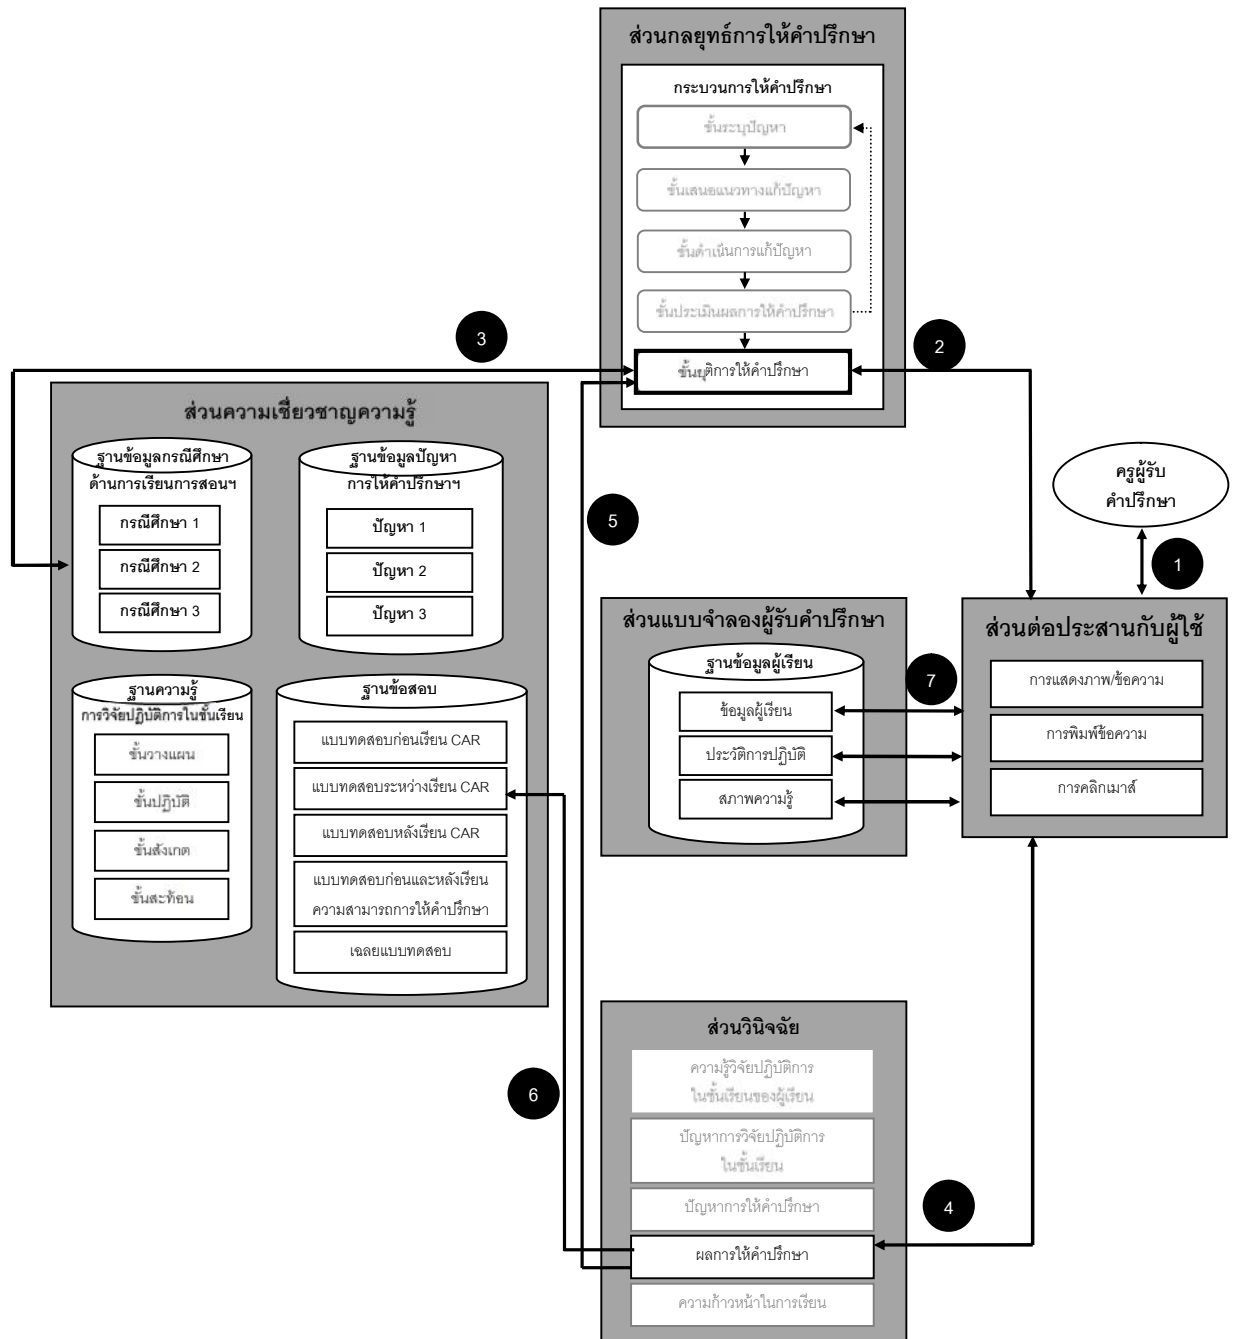 ส่วนกลยุทธ์การให้คำปรึกษา
กระบวนการให้คำปรึกษา
ขั้นระบุปัญหา
ขั้นเสนอแนวทางแก้ปัญหา
ขั้นดำเนินการแก้ปัญหา
ขั้นประเมินผลการให้คำปรึกษา
ขั้นยุติการให้คำปรึกษา
3
2
ส่วนความเชี่ยวชาญความรู้
ฐานข้อมูลกรณีศึกษา
ด้านการเรียนการสอนฯ
กรณีศึกษา 1
กรณีศึกษา 2
กรณีศึกษา 3
ฐานข้อมูลปัญหา
การให้คำปรึกษาฯ
ปัญหา 1
ปัญหา 2
ปัญหา 3
ฐานความรู้
การวิจัยปฏิบัติการในชั้นเรียน
ขั้นวางแผน
ขั้นปฏิบัติ
ขั้นสังเกต
ขั้นสะท้อน
ฐานข้อสอบ
แบบทดสอบก่อนเรียน CAR
แบบทดสอบระหว่างเรียน CAR
แบบทดสอบหลังเรียน CAR
แบบทดสอบก่อนและหลังเรียน
ความสามารถการให้คำปรึกษา
เฉลยแบบทดสอบ
5
ครูผู้รับ
คำปรึกษา
1
ส่วนแบบจำลองผู้รับคำปรึกษา
ฐานข้อมูลผู้เรียน
ข้อมูลผู้เรียน
ประวัติการปฏิบัติ
สภาพความรู้
7
ส่วนต่อประสานกับผู้ใช้
การแสดงภาพ/ข้อความ
การพิมพ์ข้อความ
การคลิกเมาส์
ส่วนวินิจฉัย
ความรู้วิจัยปฏิบัติการ
ในชั้นเรียนของผู้เรียน
ปัญหาการวิจัยปฏิบัติการ
ในชั้นเรียน
ปัญหาการให้คำปรึกษา
ผลการให้คำปรึกษา
ความก้าวหน้าในการเรียน
6
4